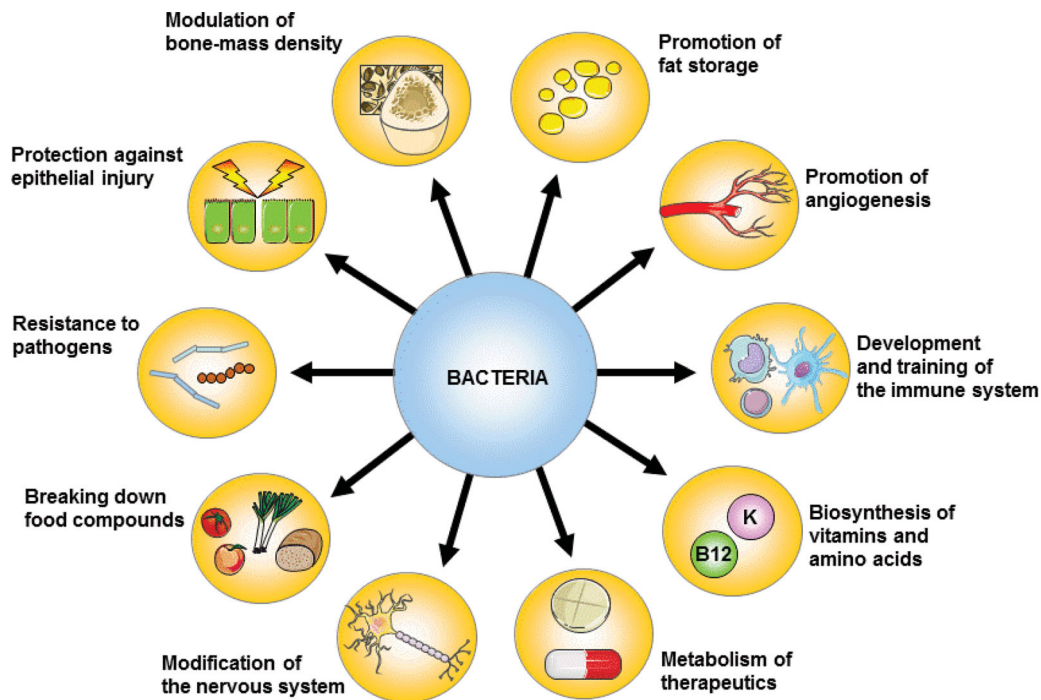 Modulation of
bone-mass density
Promotion of
fat storage
Protection against
epithelial injury
Promotion of
angiogenesis
Resistance to
pathogens
BACTERIA
Development
and training of
the immune system
Breaking down
food compounds
K
B12
Biosynthesis of
vitamins and
amino acids
Modification of
the nervous system
Metabolism of
therapeutics